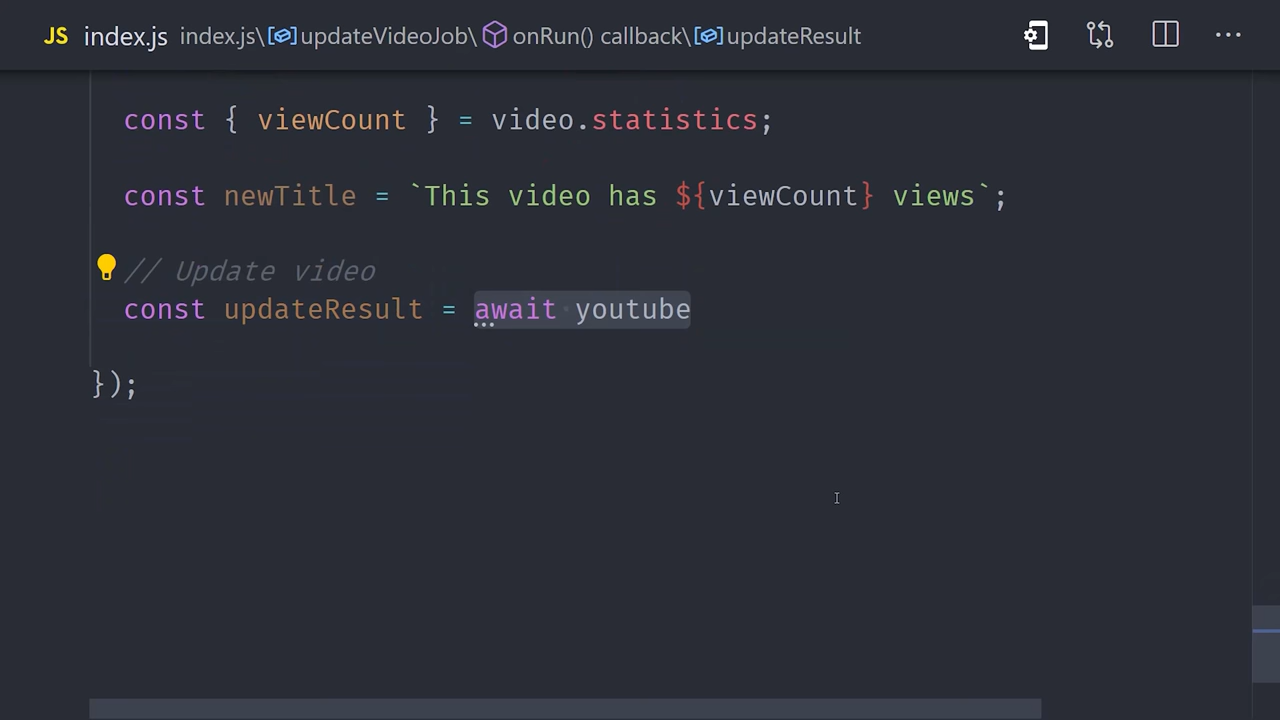 JS index.js index.js\updateVideoJob\onRun() callback\updateResult
const { viewCount } = video.statistics;
const newTitle = `This video has ${viewCount} views`;
// Update video
const updateResult = await youtube
});